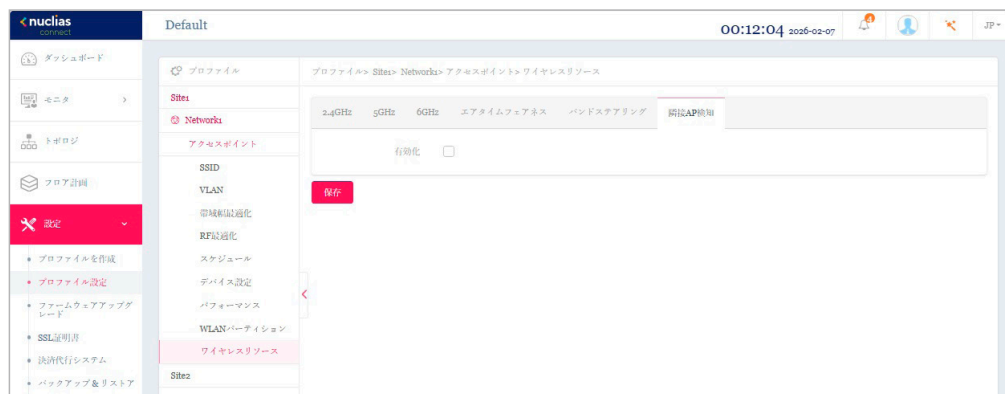 nuclias
connect
Default
00:12:04 2026-02-07
4
JP
ダッシュボード
モニタ
トポロジ
フロア計画
設定
プロファイルを作成
プロファイル設定
ファームウェアアップグ
レード
SSL証明書
決済代行システム
バックアップ&リストア
プロファイル
Site1
Network1
アクセスポイント
SSID
VLAN
帯域幅最適化
RF最適化
スケジュール
デバイス設定
パフォーマンス
WLANパーティション
ワイヤレスリソース
Site2
プロファイル> Site1> Network1> アクセスポイント> ワイヤレスリソース
2.4GHz 5GHz 6GHz エアタイムフェアネス バンドステアリング 隣接AP検知
有効化
保存